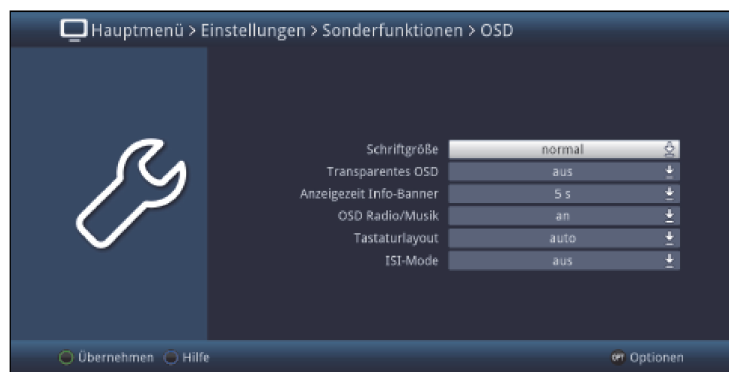 Hauptmenü > Einstellungen > Sonderfunktionen > OSD
Schriftgröße normal
Transparentes OSD aus
Anzeigezeit Info-Banner 5 s
OSD Radio/Musik an
Tastaturlayout auto
ISI-Mode aus
Übernehmen Hilfe OPT Optionen